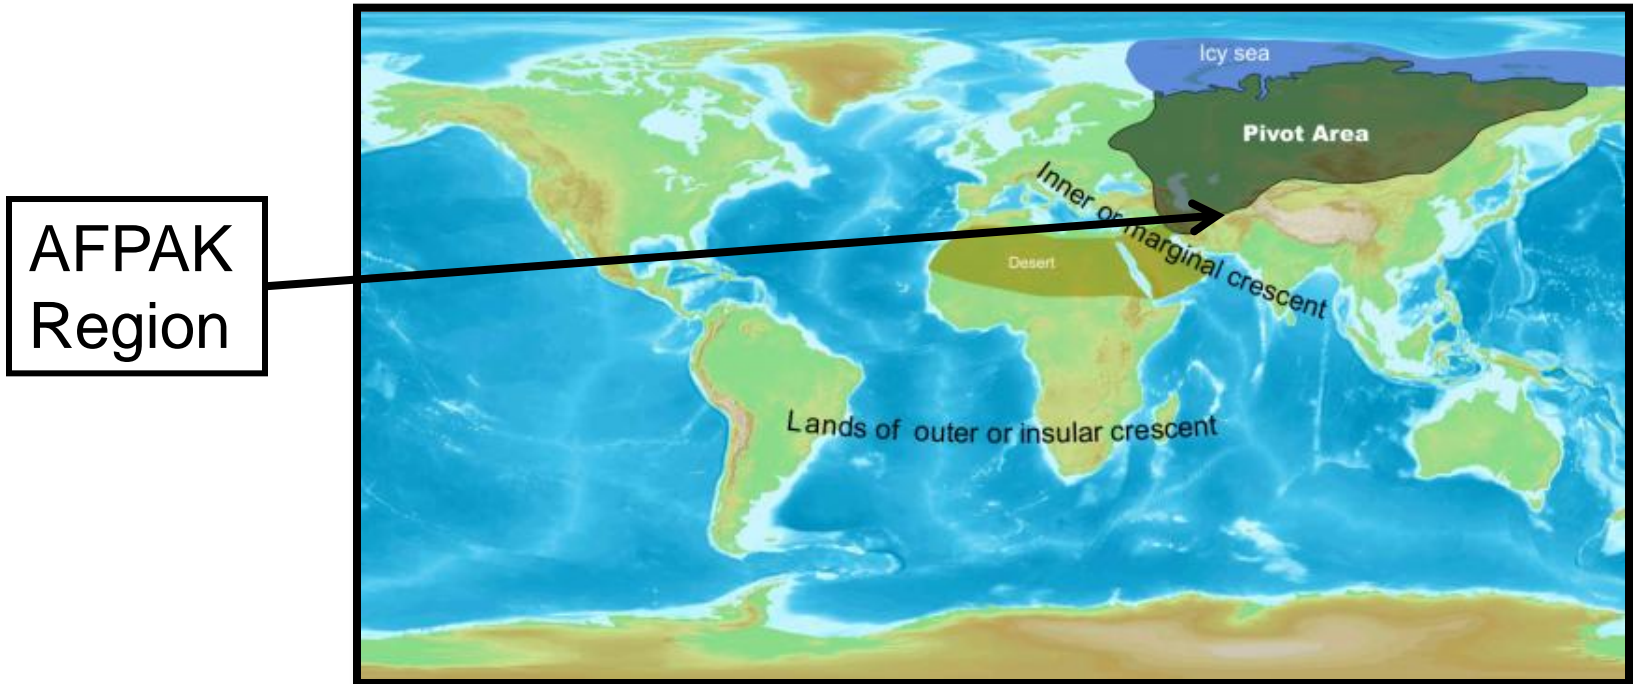 Icy sea
Pivot Area
Inner or marginal crescent
AFPAK
Region
Desert
Lands of outer or insular crescent